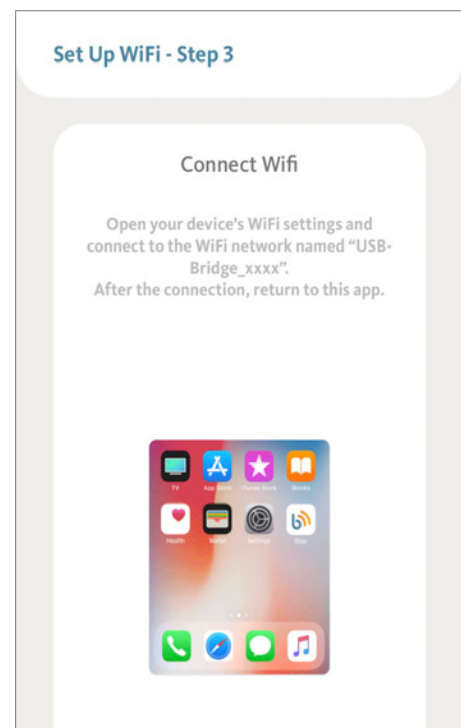 Set Up WiFi - Step 3
Connect Wifi
Open your device's WiFi settings and
connect to the WiFi network named “USB-
Bridge_xxxx”.
After the connection, return to this app.
TV App Store iTunes Store Books
Health Wallet Settings